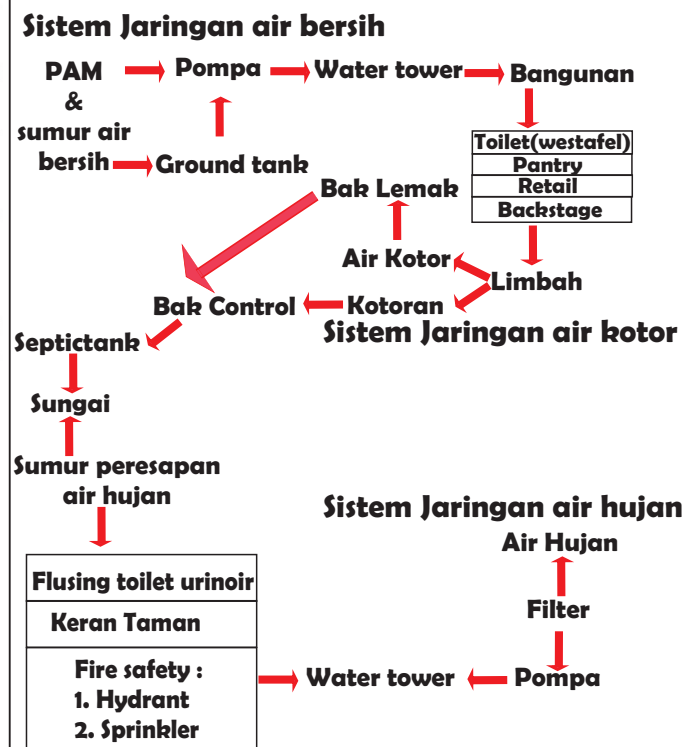 Sistem Jaringan air bersih
PAM
&
sumur air
bersih
Pompa
Water tower
Bangunan
Ground tank
Toilet(westafel)
Pantry
Retail
Backstage
Bak Lemak
Air Kotor
Limbah
Bak Control
Kotoran
Sistem Jaringan air kotor
Septictank
Sungai
Sumur peresapan
air hujan
Sistem Jaringan air hujan
Air Hujan
Flusing toilet urinoir
Keran Taman
Fire safety :
1. Hydrant
2. Sprinkler
Filter
Water tower
Pompa